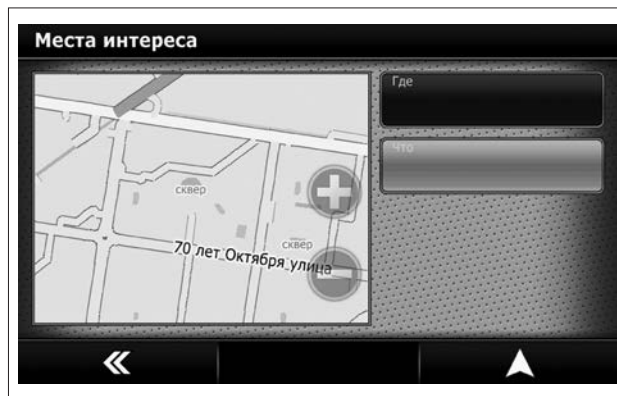 Места интереса
Где
Что
сквер
сквер
70 лет Октября улица